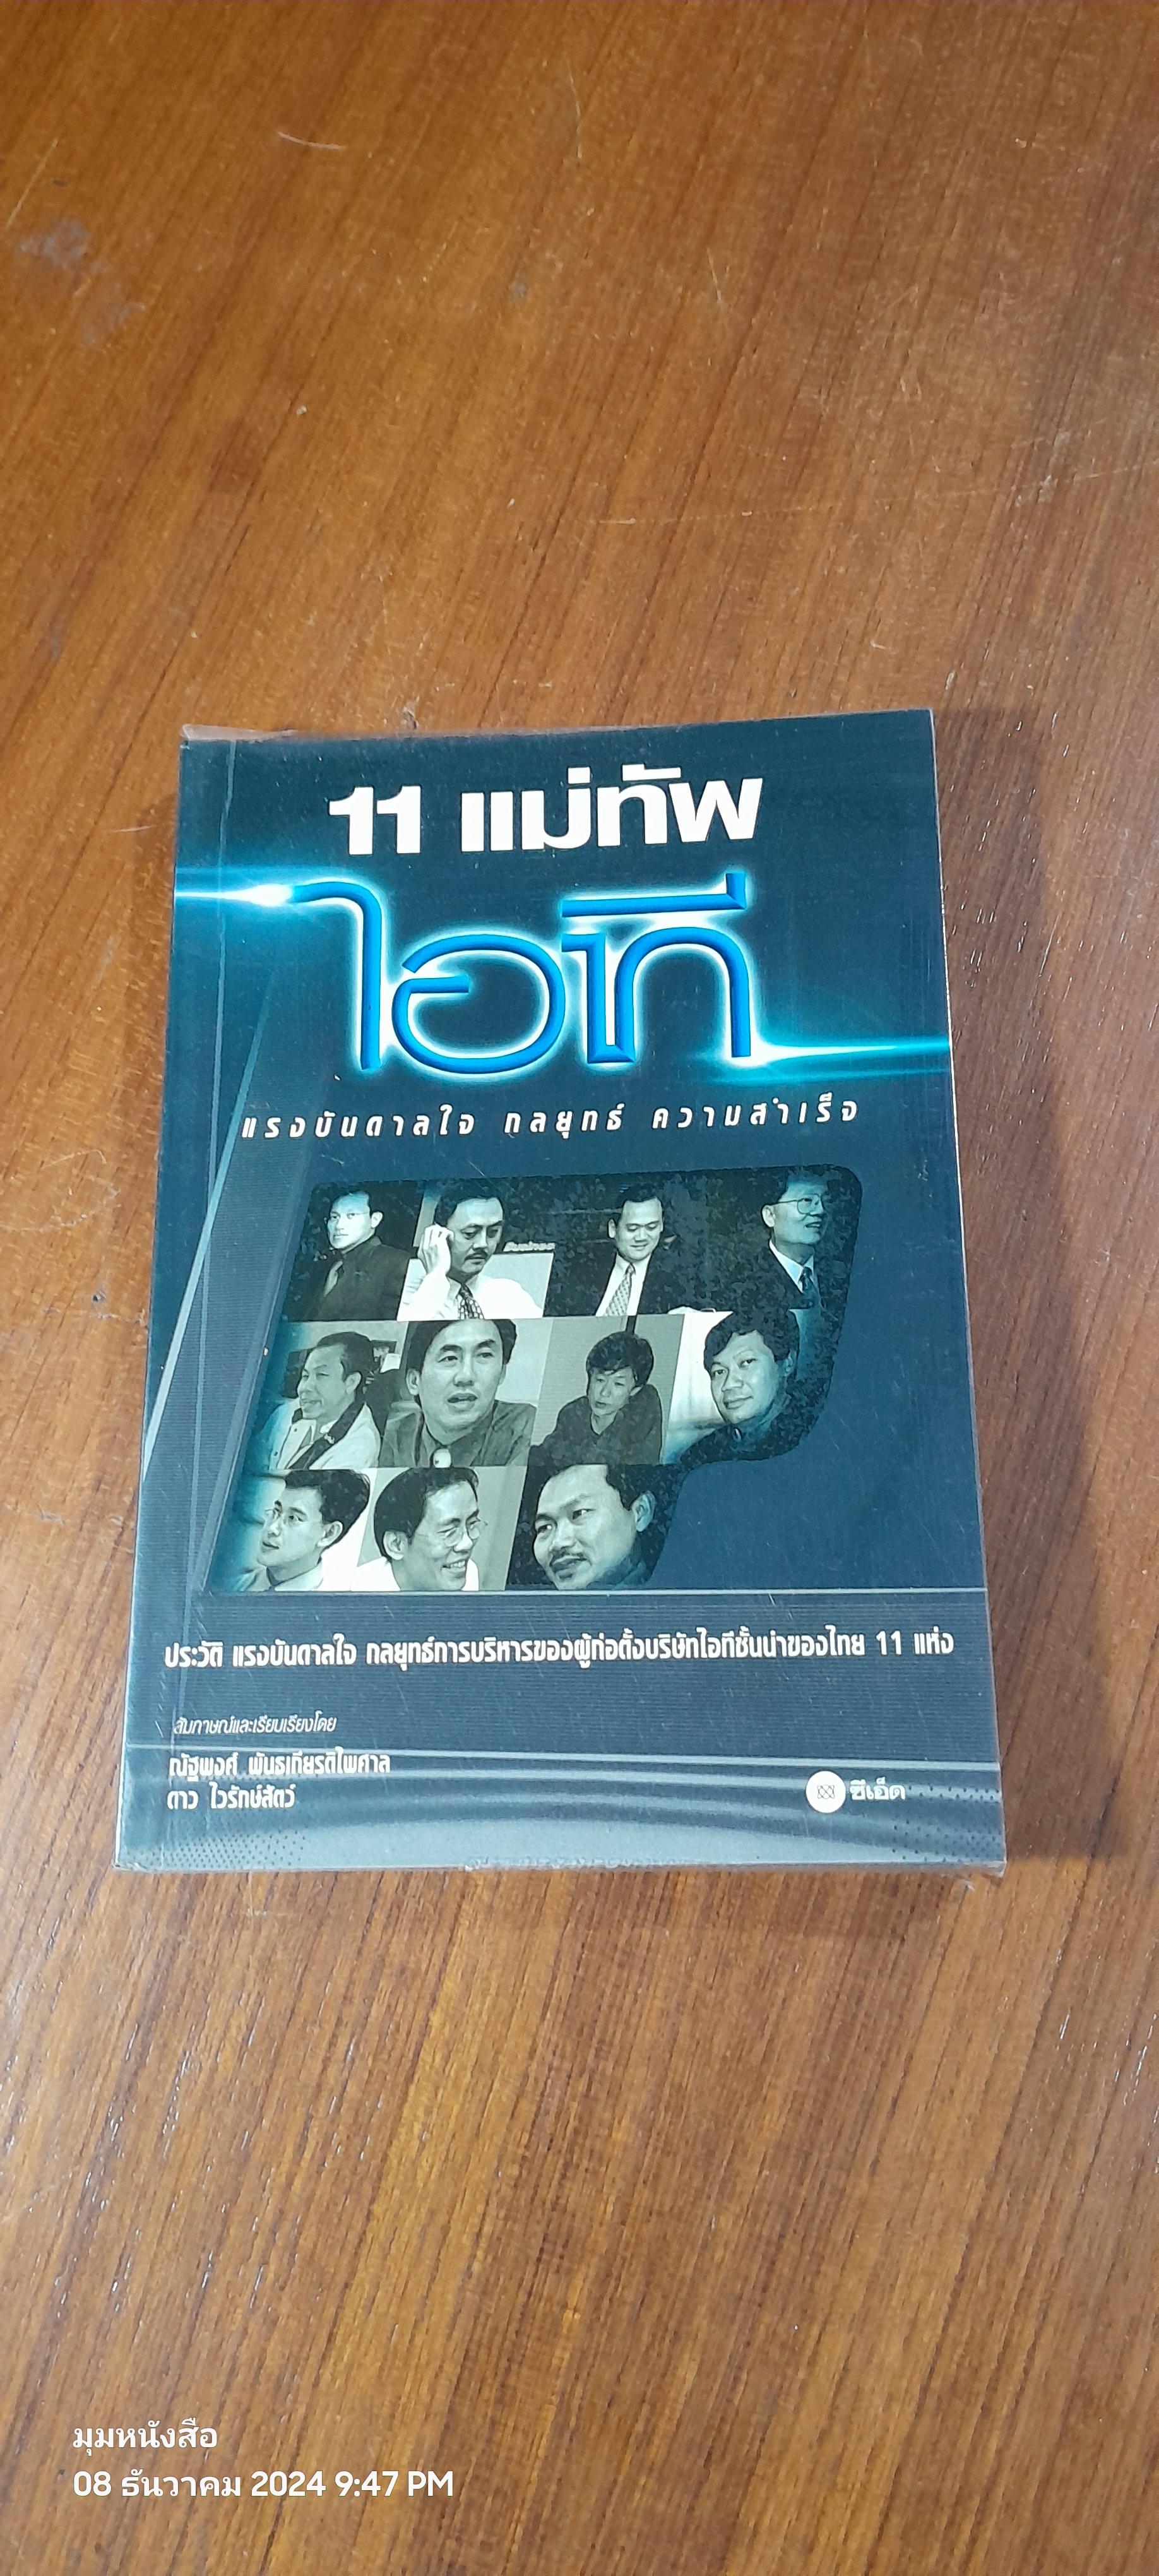 11 แม่ทัพ
ไอที
แรงบันดาลใจ กลยุทธ์ ความสำเร็จ
ประวัติ แรงบันดาลใจ กลยุทธ์การบริหารของผู้ก่อตั้งบริษัทไอทีชั้นนำของไทย 11 แห่ง
สัมภาษณ์และเรียบเรียงโดย
ณัฐพงศ์ พันธเกียรติไพศาล
ดาว ไวรักษ์สัตว์
ซีเอ็ด
มุมหนังสือ
08 ธันวาคม 2024 9:47 PM